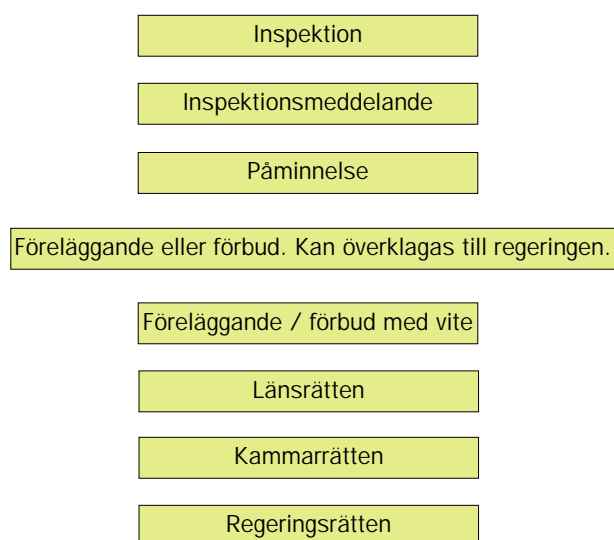 Inspektion
Inspektionsmeddelande
Påminnelse
Föreläggande eller förbud. Kan överklagas till regeringen.
Föreläggande / förbud med vite
Länsrätten
Kammarrätten
Regeringsrätten